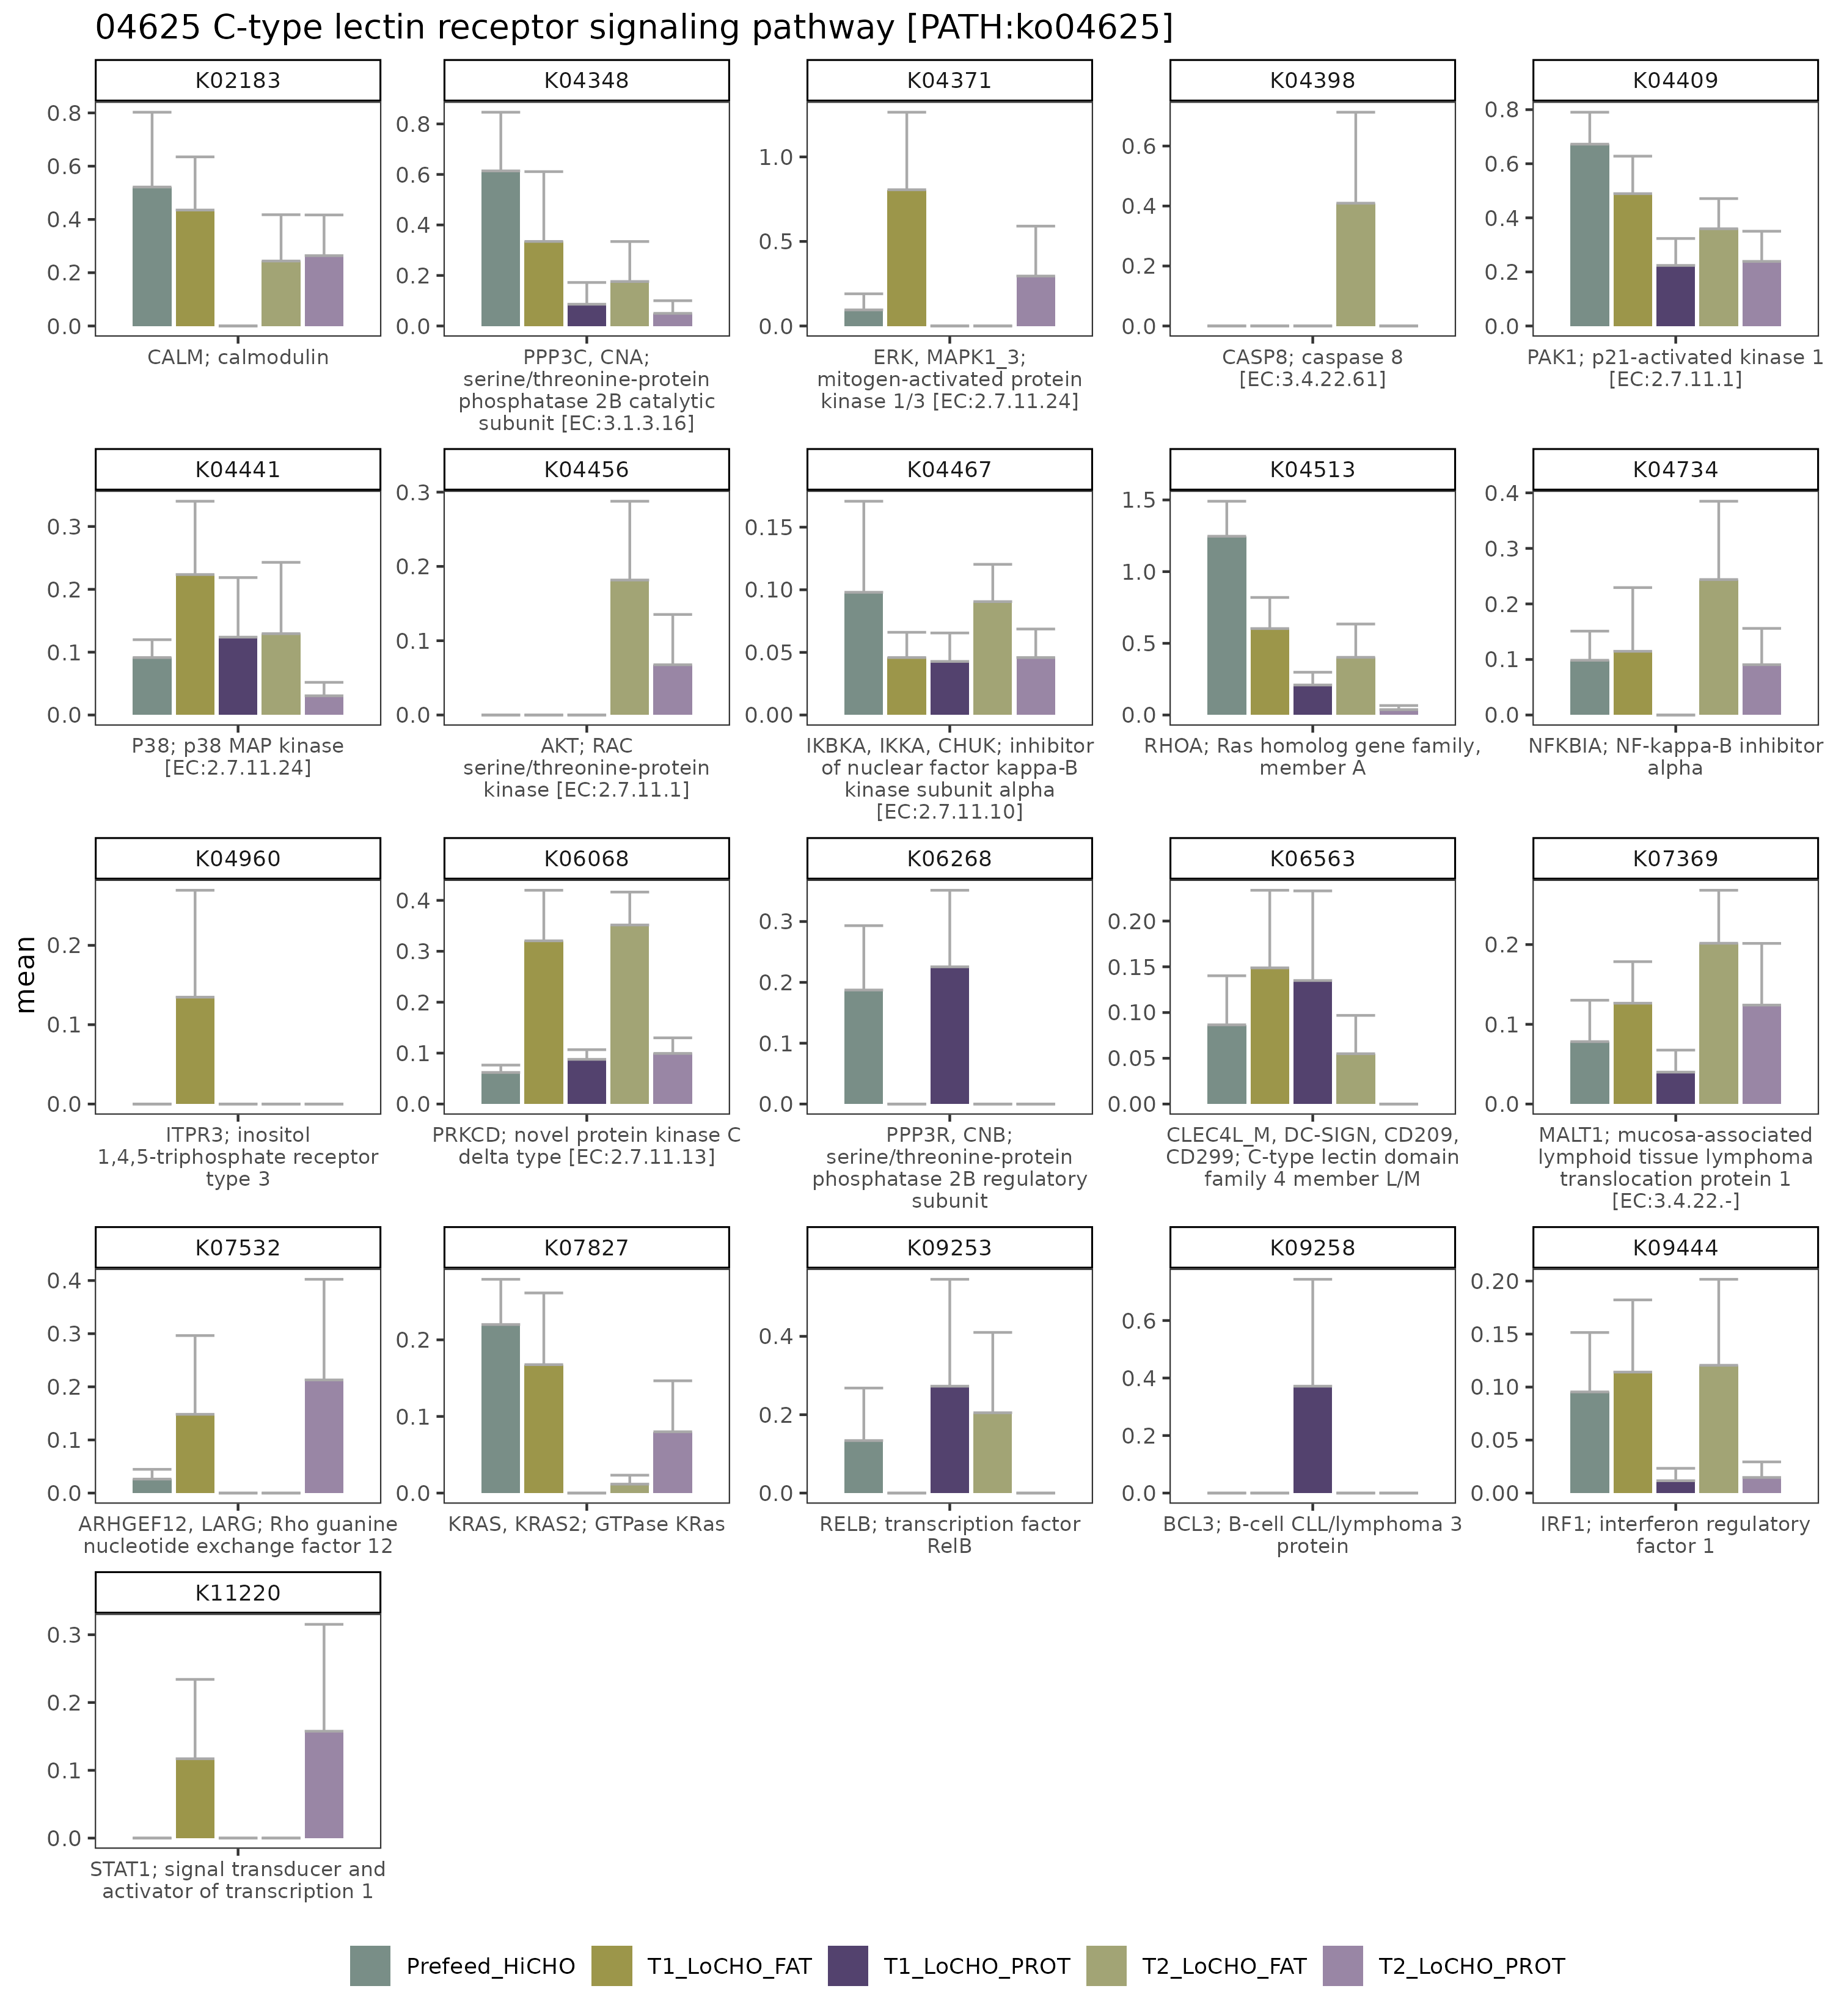 04625 C-type lectin receptor signaling pathway [PATH:ko04625]
K02183 K04348 K04371 K04398 K04409
0.8 0.6 0.4 0.2 0.0
0.8 0.6 0.4 0.2 0.0
1.0 0.5 0.0
0.6 0.4 0.2 0.0
0.8 0.6 0.4 0.2 0.0
CALM; calmodulin
PPP3C, CNA;
serine/threonine-protein
phosphatase 2B catalytic
subunit [EC:3.1.3.16]
ERK, MAPK1_3;
mitogen-activated protein
kinase 1/3 [EC:2.7.11.24]
CASP8; caspase 8
[EC:3.4.22.61]
PAK1; p21-activated kinase 1
[EC:2.7.11.1]
K04441 K04456 K04467 K04513 K04734
0.3 0.2 0.1 0.0
0.3 0.2 0.1 0.0
0.15 0.10 0.05 0.00
1.5 1.0 0.5 0.0
0.4 0.3 0.2 0.1 0.0
P38; p38 MAP kinase
[EC:2.7.11.24]
AKT; RAC
serine/threonine-protein
kinase [EC:2.7.11.1]
IKBKA, IKKA, CHUK; inhibitor
of nuclear factor kappa-B
kinase subunit alpha
[EC:2.7.11.10]
RHOA; Ras homolog gene family,
member A
NFKBIA; NF-kappa-B inhibitor
alpha
mean
K04960 K06068 K06268 K06563 K07369
0.2 0.1 0.0
0.4 0.3 0.2 0.1 0.0
0.3 0.2 0.1 0.0
0.20 0.15 0.10 0.05 0.00
0.2 0.1 0.0
ITPR3; inositol
1,4,5-triphosphate receptor
type 3
PRKCD; novel protein kinase C
delta type [EC:2.7.11.13]
PPP3R, CNB;
serine/threonine-protein
phosphatase 2B regulatory
subunit
CLEC4L_M, DC-SIGN, CD209,
CD299; C-type lectin domain
family 4 member L/M
MALT1; mucosa-associated
lymphoid tissue lymphoma
translocation protein 1
[EC:3.4.22.-]
K07532 K07827 K09253 K09258 K09444
0.4 0.3 0.2 0.1 0.0
0.2 0.1 0.0
0.4 0.2 0.0
0.6 0.4 0.2 0.0
0.20 0.15 0.10 0.05 0.00
ARHGEF12, LARG; Rho guanine
nucleotide exchange factor 12
KRAS, KRAS2; GTPase KRas
RELB; transcription factor
RelB
BCL3; B-cell CLL/lymphoma 3
protein
IRF1; interferon regulatory
factor 1
K11220
0.3 0.2 0.1 0.0
STAT1; signal transducer and
activator of transcription 1
Prefeed_HiCHO T1_LoCHO_FAT T1_LoCHO_PROT T2_LoCHO_FAT T2_LoCHO_PROT